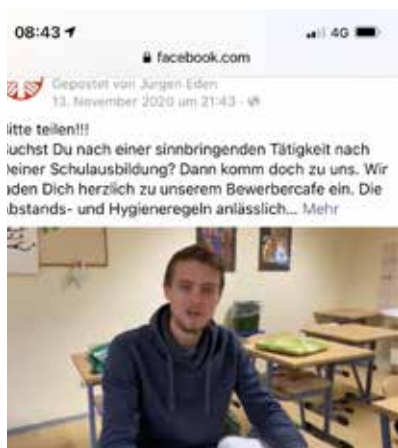 08:43
4G
facebook.com
Gepostet von Jürgen Eden
13. November 2020 um 21:43
itte teilen!!!
uchst Du nach einer sinnbringenden Tätigkeit nach
einer Schulausbildung? Dann komm doch zu uns. Wir
aden Dich herzlich zu unserem Bewerbercafe ein. Die
bstands- und Hygieneregeln anlässlich... Mehr